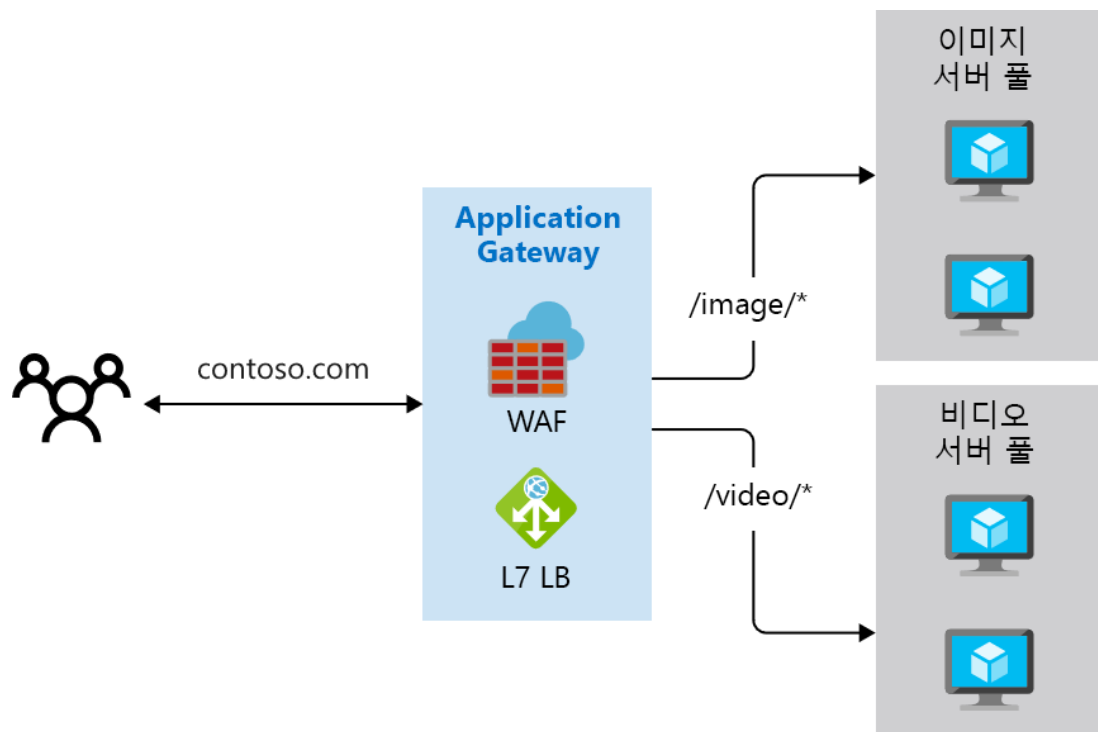 이미지
서버 풀
Application
Gateway
/image/*
contoso.com
WAF
비디오
서버 풀
/video/*
L7 LB